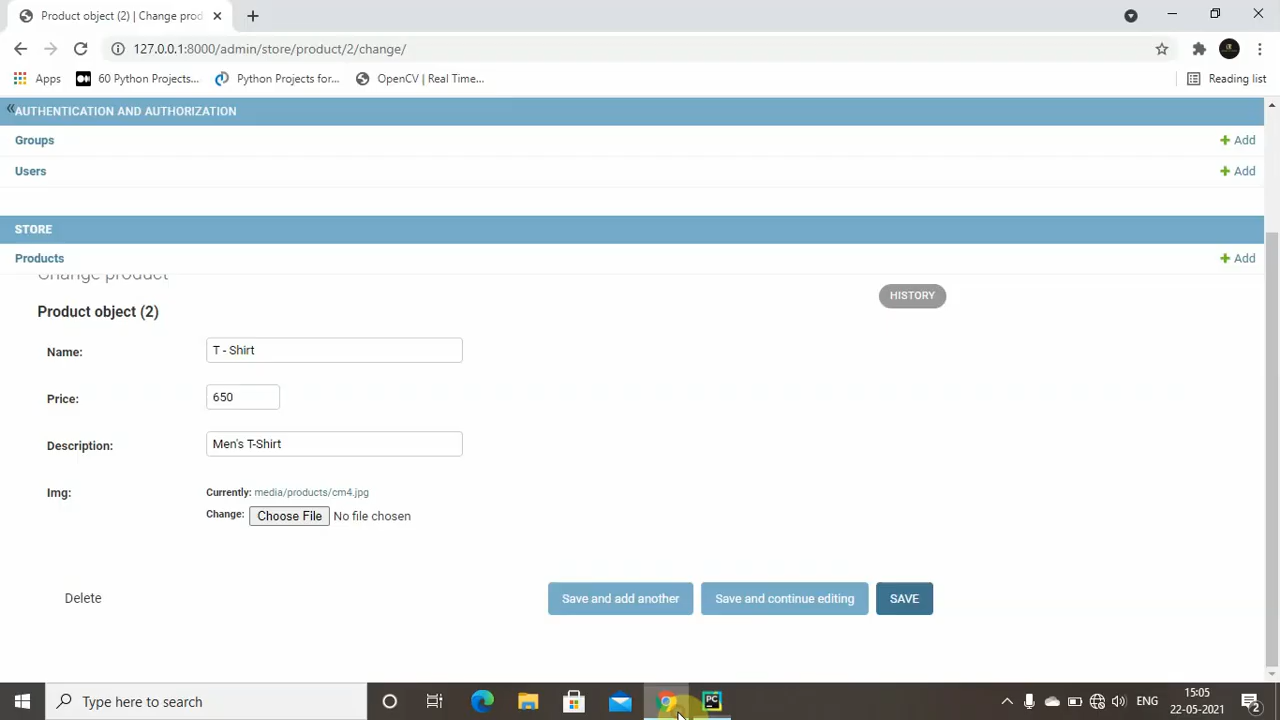 Product object (2) | Change prod
127.0.0.1:8000/admin/store/product/2/change/
Apps
60 Python Projects...
Python Projects for...
OpenCV | Real Time...
Reading list
«
AUTHENTICATION AND AUTHORIZATION
Groups
Add
Users
Add
STORE
Products
Add
Change product
HISTORY
Product object (2)
Name:
T - Shirt
Price:
650
Description:
Men's T-Shirt
Img:
Currently: media/products/cm4.jpg
Change: Choose File No file chosen
Delete
Save and add another
Save and continue editing
SAVE
Type here to search
PC
ENG
15:05
22-05-2021
2